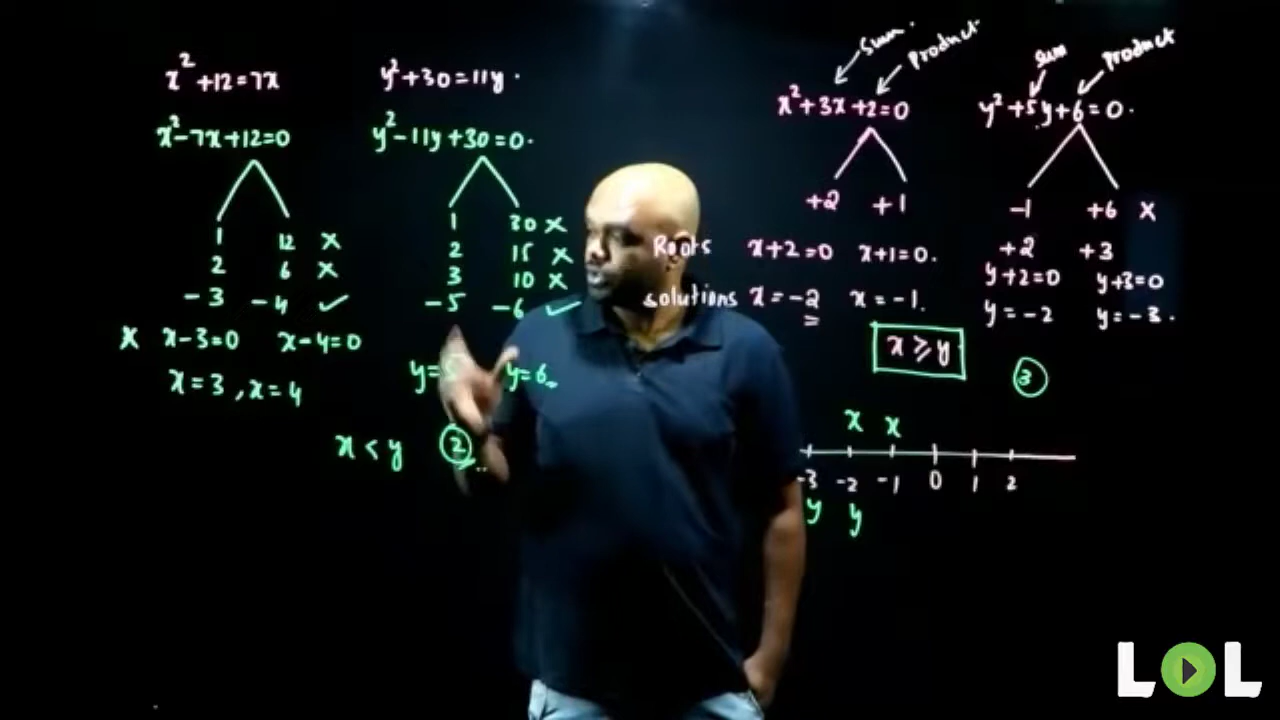 x² + 12 = 7x
x² - 7x + 12 = 0
1 12 ×
2 6 ×
-3 -4 ✓
× x - 3 = 0 x - 4 = 0
x = 3 , x = 4
y² + 30 = 11y .
y² - 11y + 30 = 0 .
1 30 ×
2 15 ×
3 10 ×
-5 -6 ✓
y = y = 6
x < y ②
Sum. Product
x² + 3x + 2 = 0
+2 +1
Roots x + 2 = 0 x + 1 = 0 .
solutions x = -2 x = -1 .
x ≥ y
Sum Product
y² + 5y + 6 = 0 .
-1 +6 ×
+2 +3
y + 2 = 0 y + 3 = 0
y = -2 y = -3 .
③
x x
-3 -2 -1 0 1 2
y y
LOL